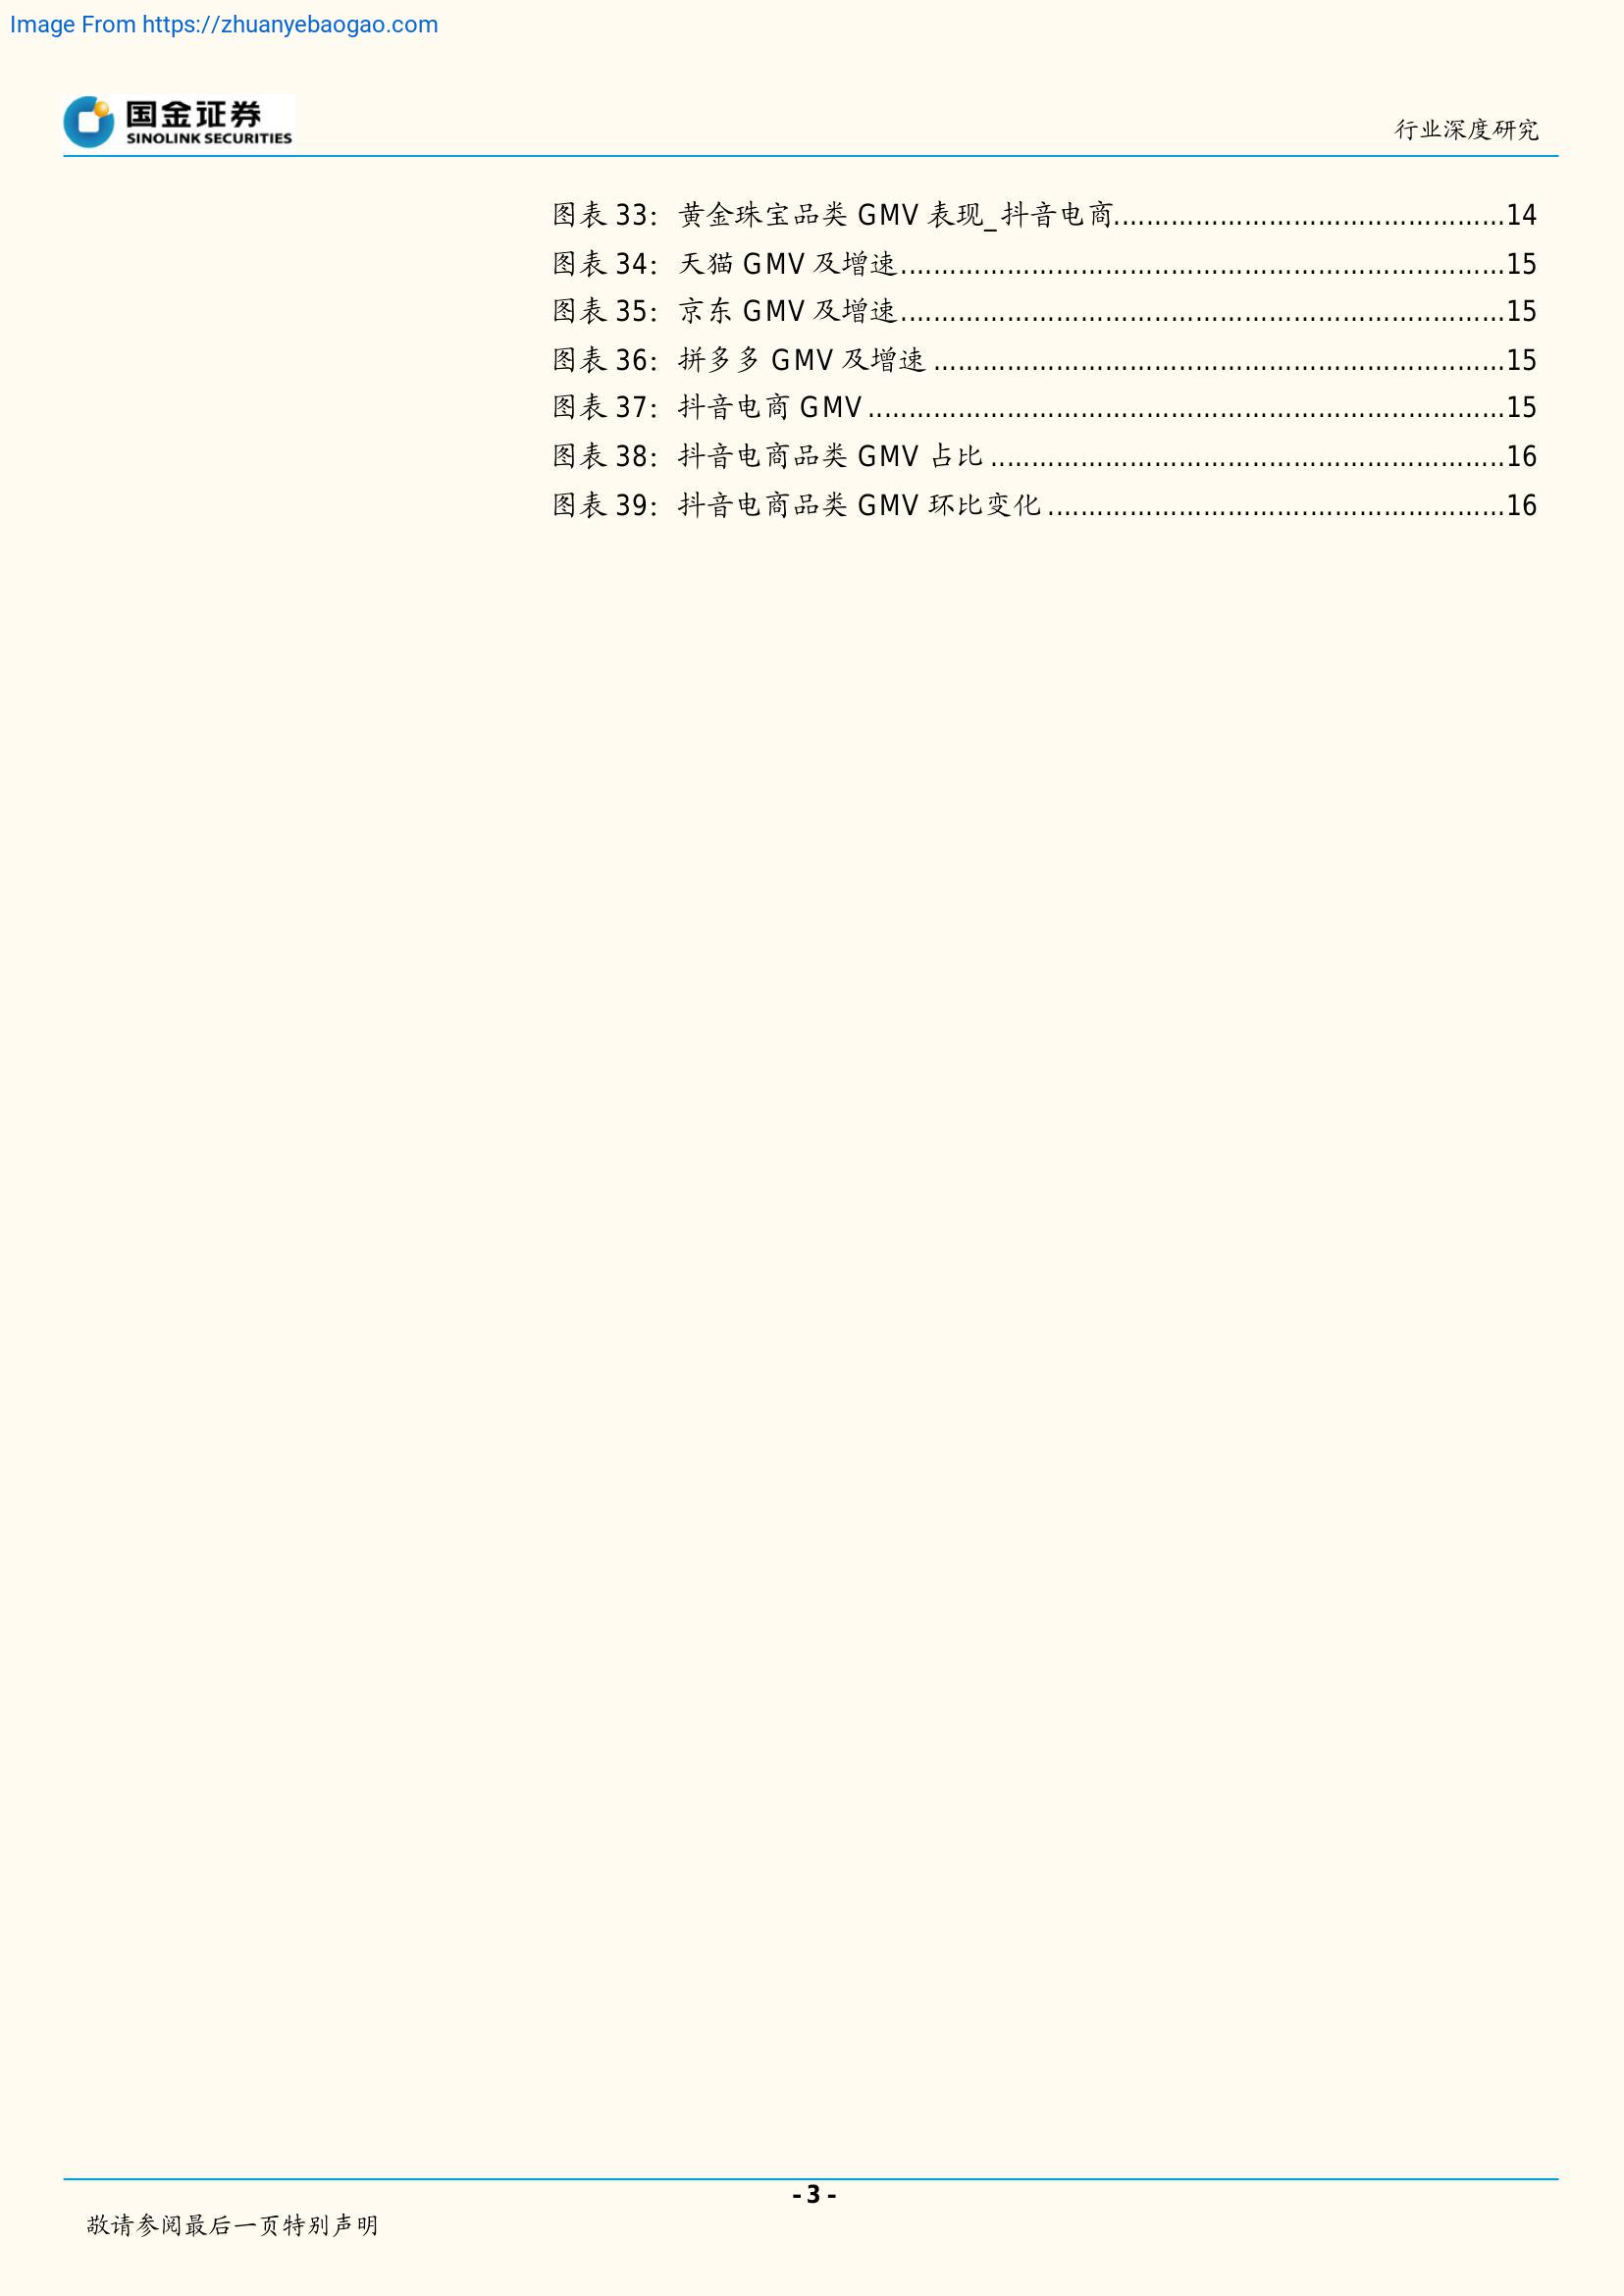 Image From https://zhuanyebaogao.com
国金证券
SINOLINK SECURITIES
行业深度研究
图表 33：黄金珠宝品类 GMV 表现_抖音电商................................................14
图表 34：天猫 GMV 及增速..........................................................................15
图表 35：京东 GMV 及增速..........................................................................15
图表 36：拼多多 GMV 及增速 ......................................................................15
图表 37：抖音电商 GMV ..............................................................................15
图表 38：抖音电商品类 GMV 占比 ...............................................................16
图表 39：抖音电商品类 GMV 环比变化 ........................................................16
- 3 -
敬请参阅最后一页特别声明